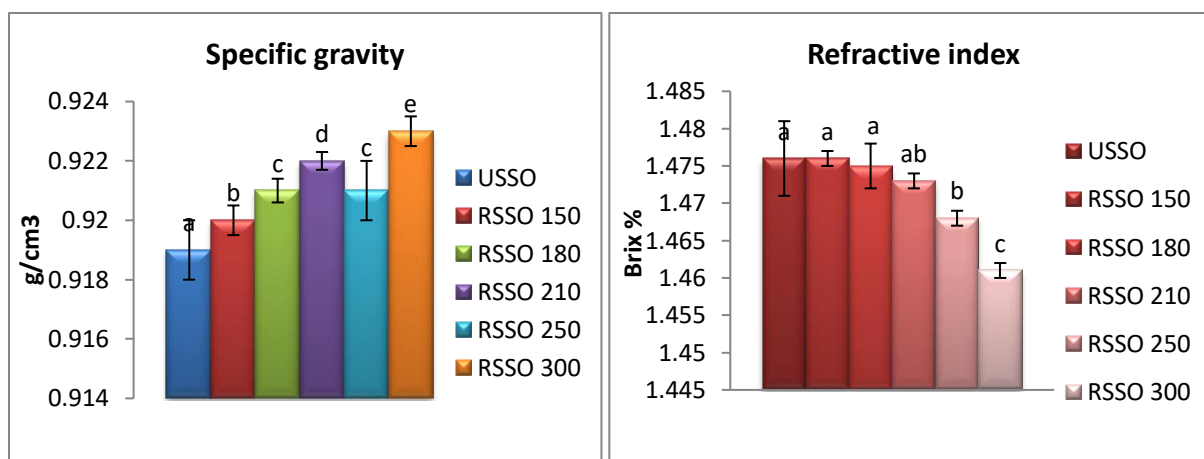 Specific gravity
g/cm3
0.924
0.922
0.92
0.918
0.916
0.914
a
b
c
d
c
e
USSO
RSSO 150
RSSO 180
RSSO 210
RSSO 250
RSSO 300
Refractive index
Brix %
1.485
1.48
1.475
1.47
1.465
1.46
1.455
1.45
1.445
a
a
a
ab
b
c
USSO
RSSO 150
RSSO 180
RSSO 210
RSSO 250
RSSO 300